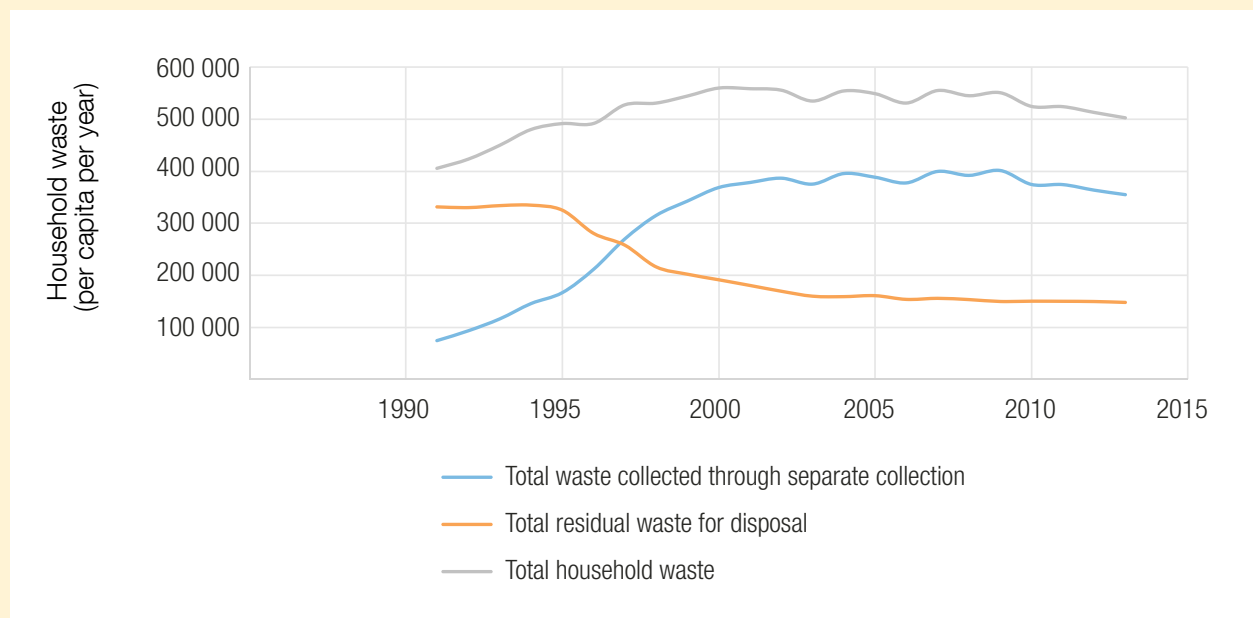 Household waste
(per capita per year)
600 000
500 000
400 000
300 000
200 000
100 000
1990 1995 2000 2005 2010 2015
Total waste collected through separate collection
Total residual waste for disposal
Total household waste